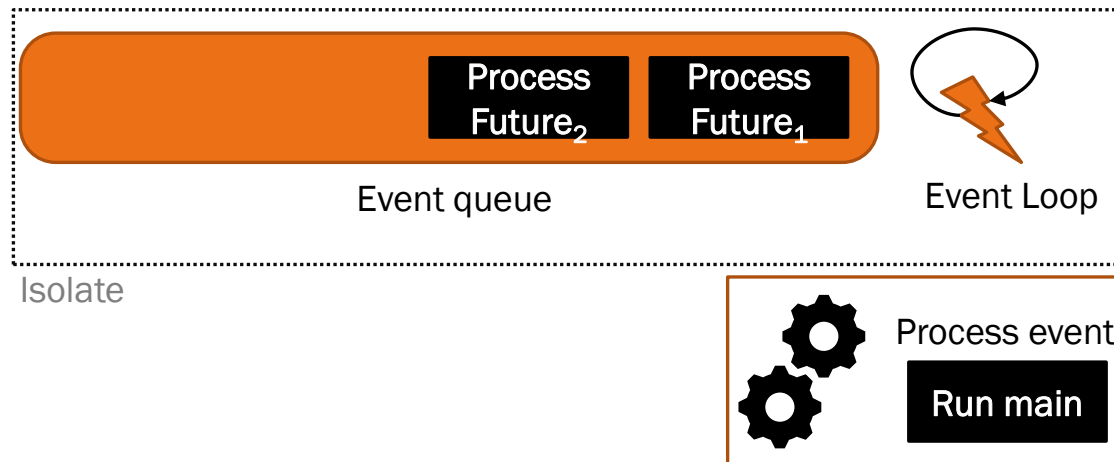 Process
Future₂
Process
Future₁
Event queue
Event Loop
Isolate
Process event
Run main